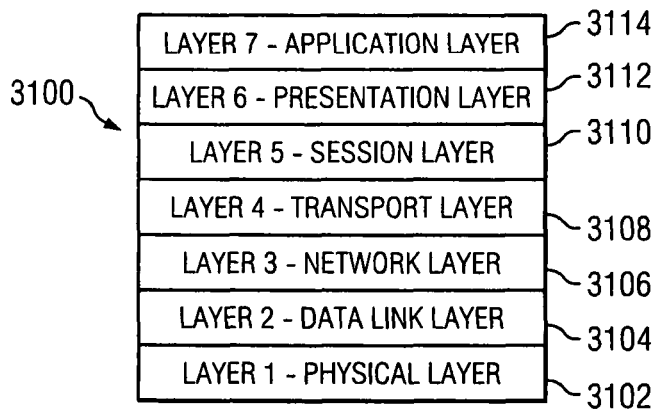 LAYER 7 - APPLICATION LAYER 3114
LAYER 6 - PRESENTATION LAYER 3112
3100
LAYER 5 - SESSION LAYER 3110
LAYER 4 - TRANSPORT LAYER 3108
LAYER 3 - NETWORK LAYER 3106
LAYER 2 - DATA LINK LAYER 3104
LAYER 1 - PHYSICAL LAYER 3102